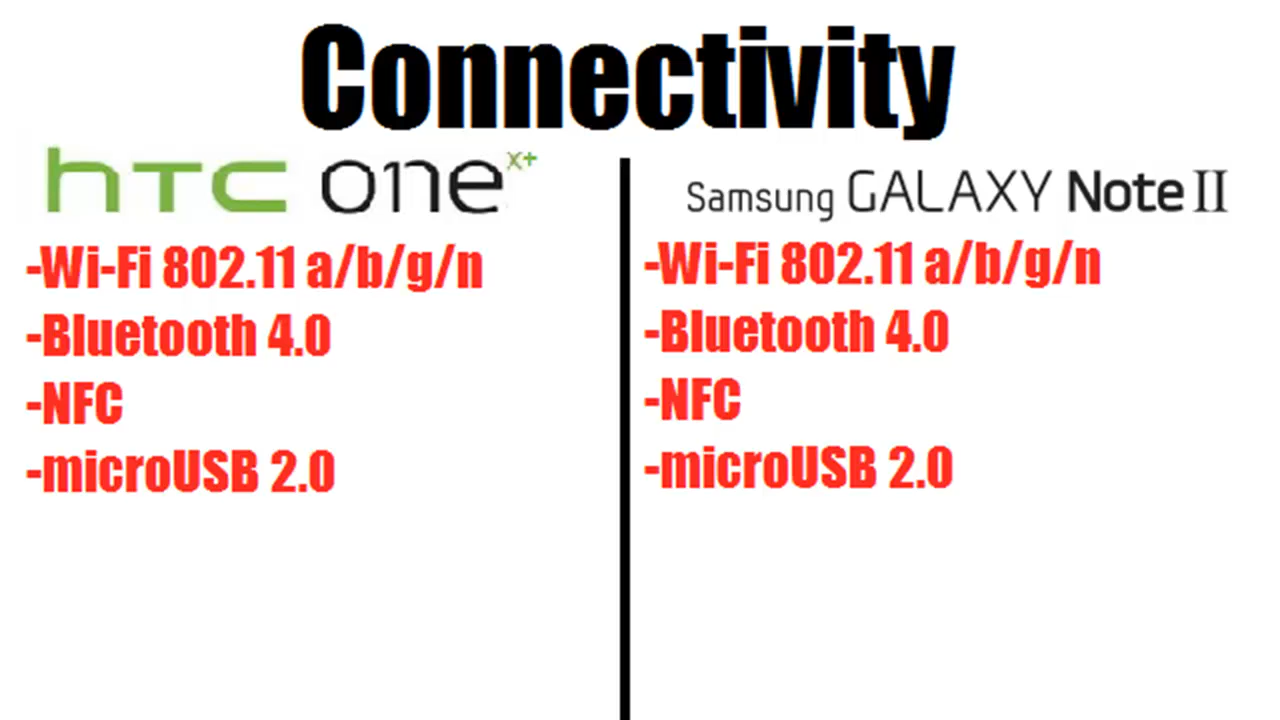 Connectivity
hTC one x+
-Wi-Fi 802.11 a/b/g/n
-Bluetooth 4.0
-NFC
-microUSB 2.0
Samsung GALAXY Note II
-Wi-Fi 802.11 a/b/g/n
-Bluetooth 4.0
-NFC
-microUSB 2.0